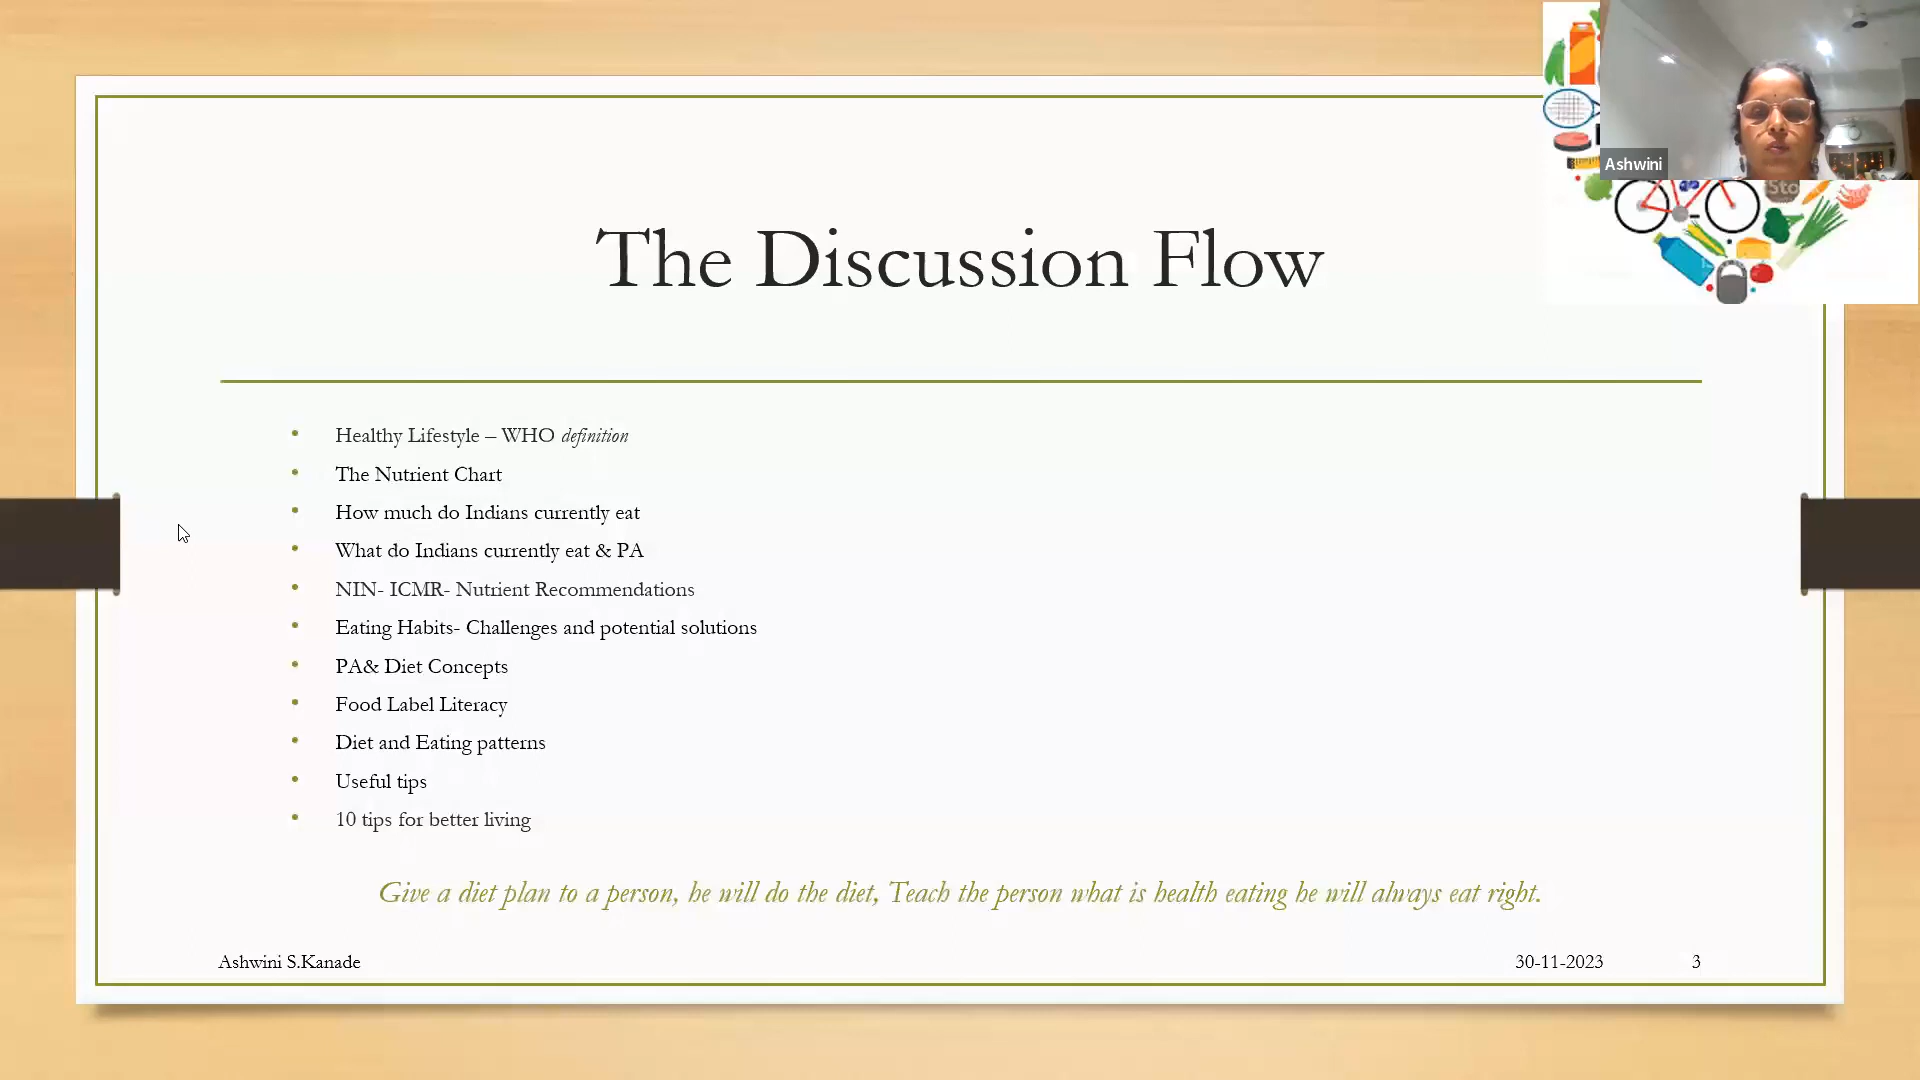 The Discussion Flow
Ashwini
• Healthy Lifestyle – WHO definition
• The Nutrient Chart
• How much do Indians currently eat
• What do Indians currently eat & PA
• NIN- ICMR- Nutrient Recommendations
• Eating Habits- Challenges and potential solutions
• PA& Diet Concepts
• Food Label Literacy
• Diet and Eating patterns
• Useful tips
• 10 tips for better living
Give a diet plan to a person, he will do the diet, Teach the person what is health eating he will always eat right.
Ashwini S.Kanade 30-11-2023 3